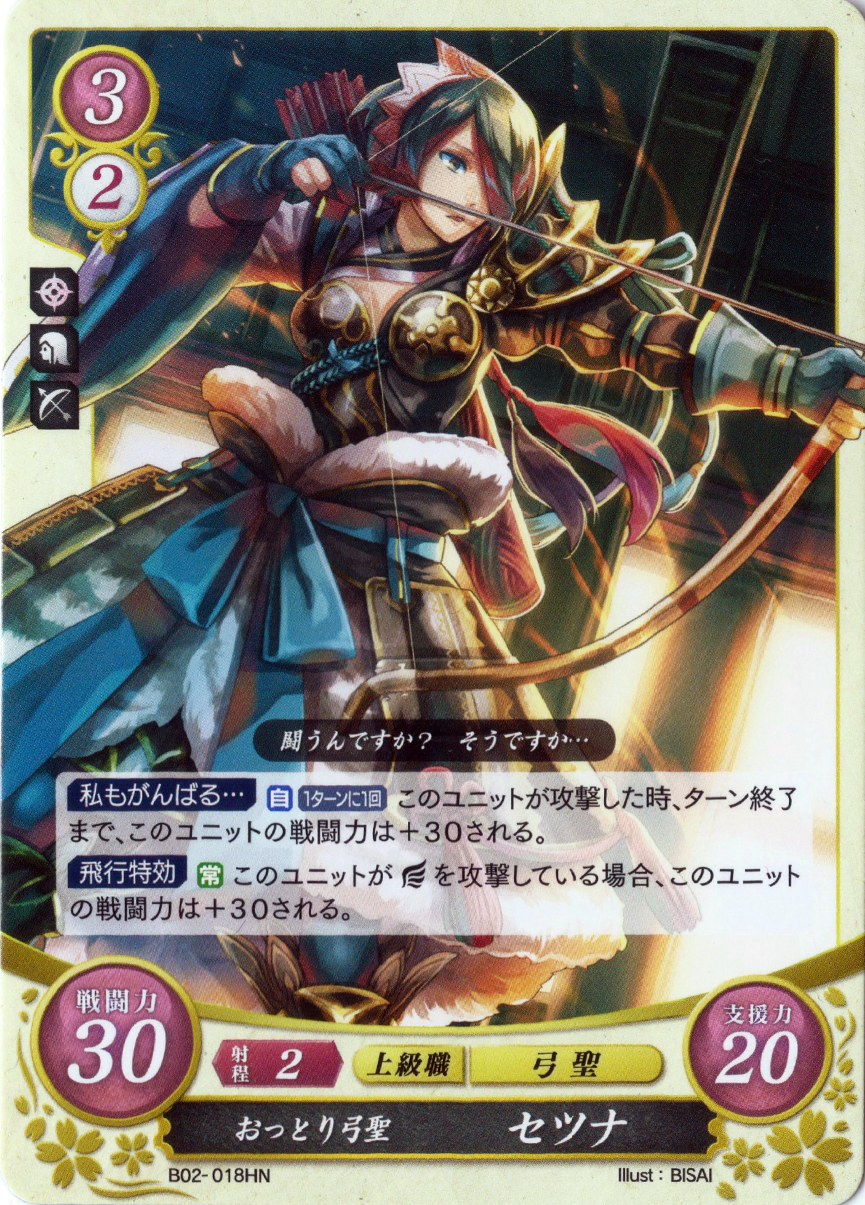 3
2
闘うんですか? そうですか…
私もがんばる… 自 1ターンに1回 このユニットが攻撃した時、ターン終了
まで、このユニットの戦闘力は＋30される。
飛行特効 常 このユニットが を攻撃している場合、このユニット
の戦闘力は＋30される。
戦闘力
30
射程 2
上級職 弓聖
支援力
20
おっとり弓聖 セツナ
B02-018HN
Illust : BISAI